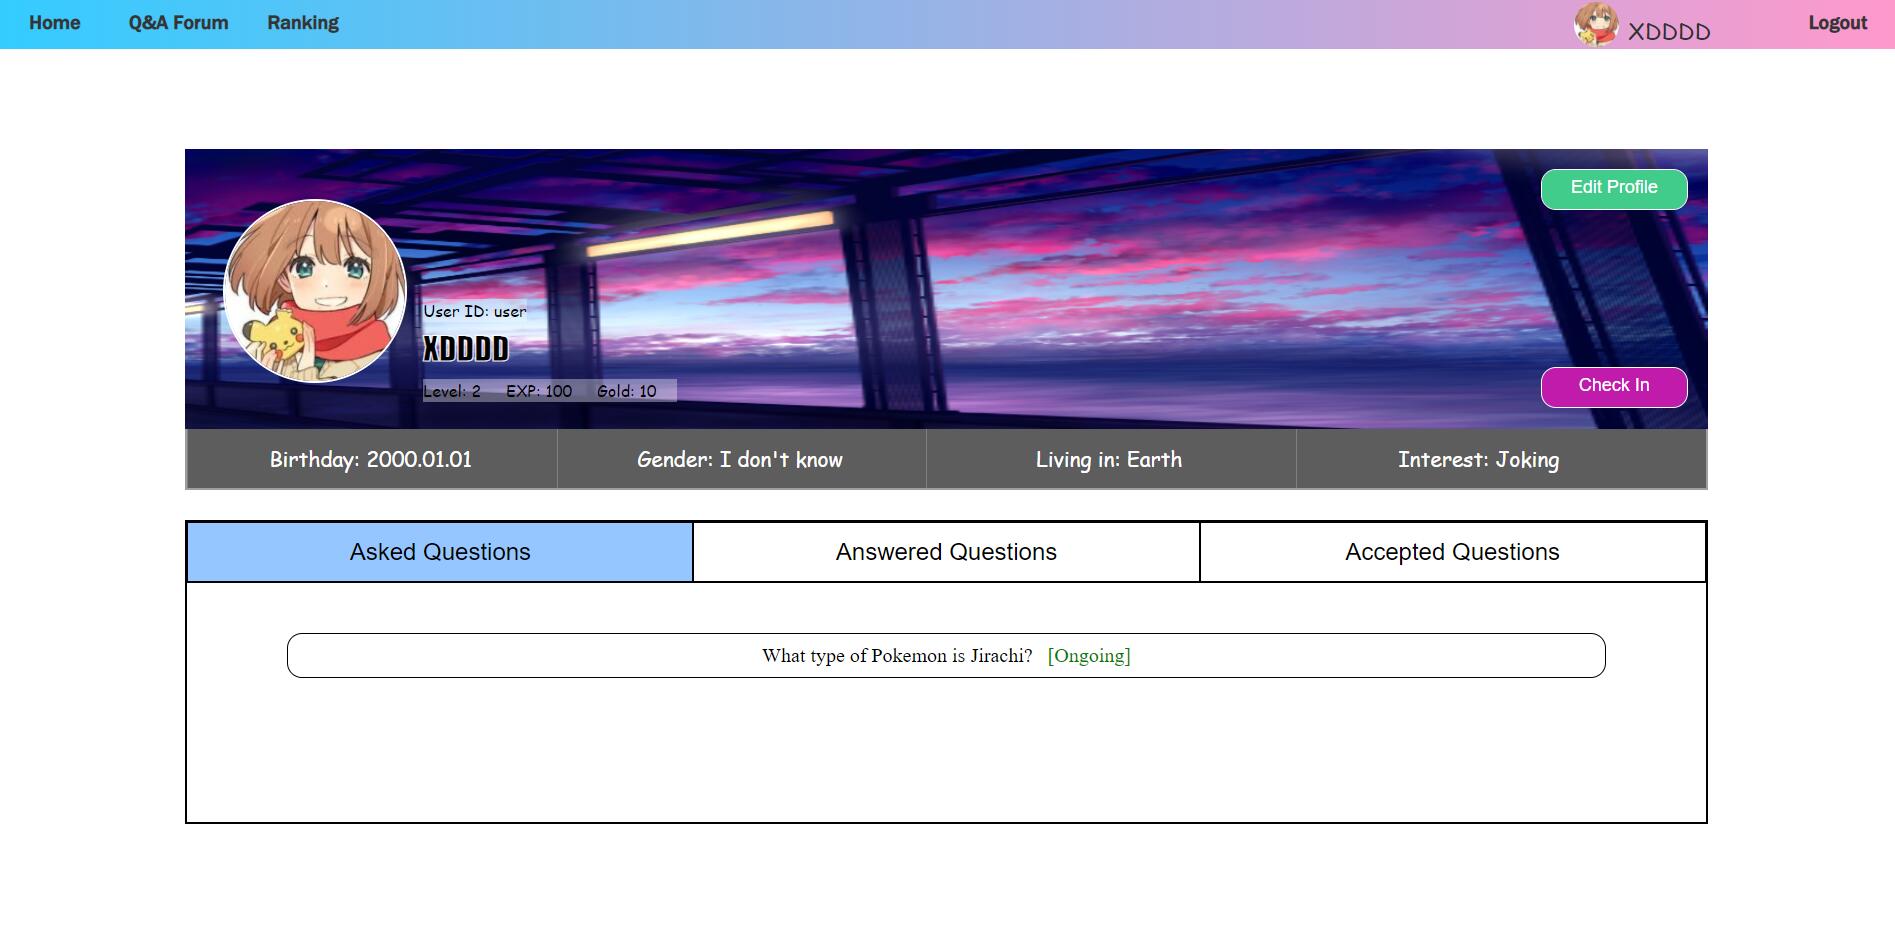 Home Q&A Forum Ranking XDDDD Logout
Edit Profile
User ID: user
XDDDD
Level: 2 EXP: 100 Gold: 10
Check In
Birthday: 2000.01.01 Gender: I don't know Living in: Earth Interest: Joking
Asked Questions Answered Questions Accepted Questions
What type of Pokemon is Jirachi? [Ongoing]